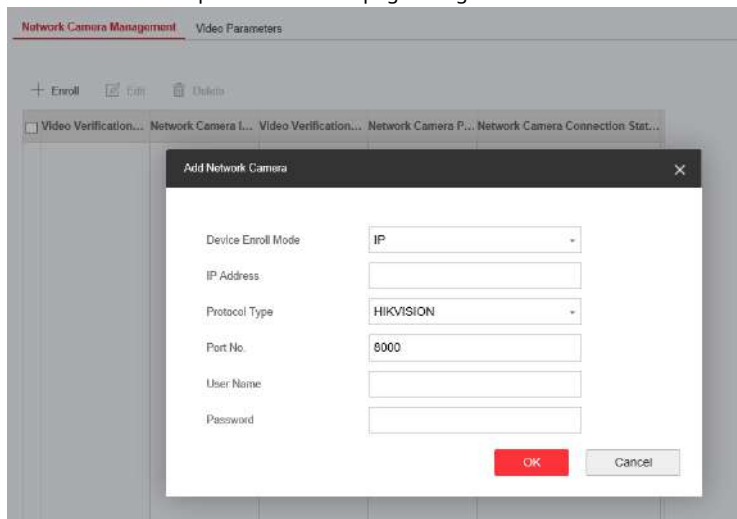 Network Camera Management Video Parameters
Enroll Edit Delete
Video Verification... Network Camera I... Video Verification... Network Camera P... Network Camera Connection Stat...
Add Network Camera
Device Enroll Mode IP
IP Address
Protocol Type HIKVISION
Port No. 8000
User Name
Password
OK Cancel